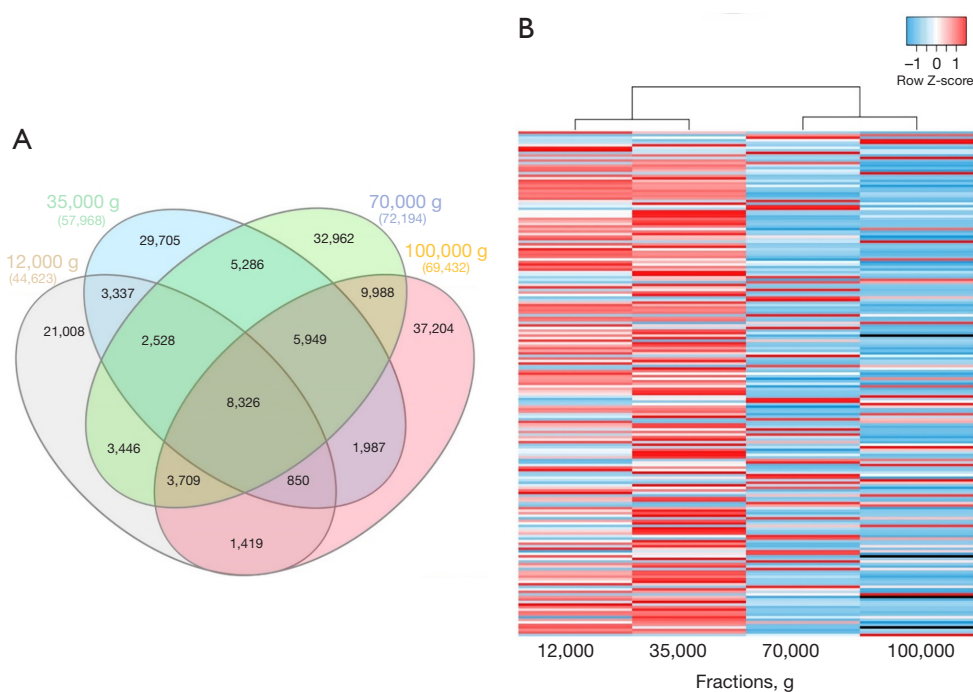 A
35,000 g
(57,968)
70,000 g
(72,194)
12,000 g
(44,623)
100,000 g
(69,432)
29,705
32,962
5,286
3,337
9,988
21,008
37,204
2,528
5,949
8,326
3,446
1,987
3,709
850
1,419
B
−1 0 1
Row Z-score
12,000 35,000 70,000 100,000
Fractions, g